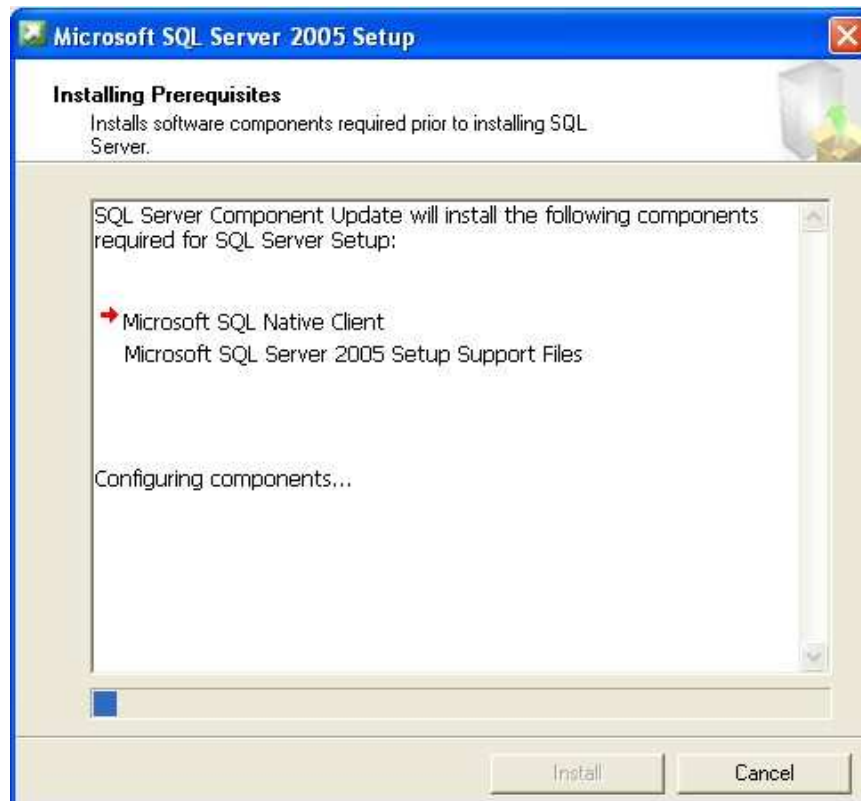 Microsoft SQL Server 2005 Setup
Installing Prerequisites
Installs software components required prior to installing SQL
Server.
SQL Server Component Update will install the following components
required for SQL Server Setup:
Microsoft SQL Native Client
Microsoft SQL Server 2005 Setup Support Files
Configuring components...
Install
Cancel